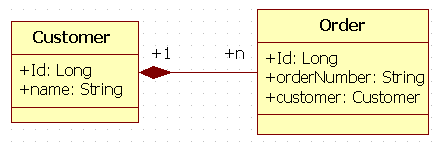 Customer
+Id: Long
+name: String
+1
+n
Order
+Id: Long
+orderNumber: String
+customer: Customer